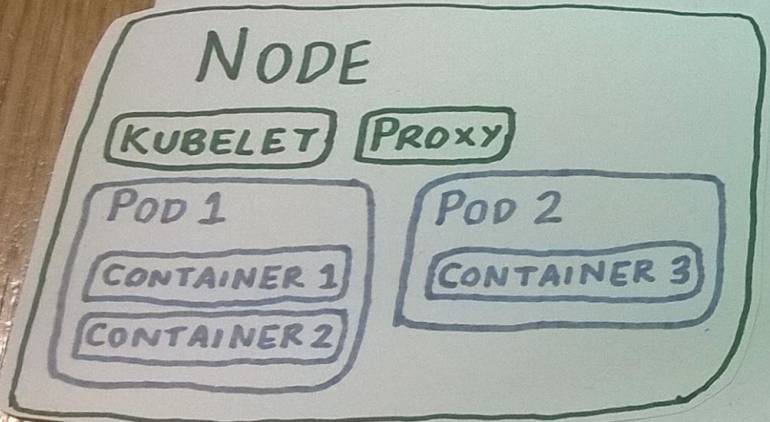 NODE
KUBELET PROXY
POD 1
CONTAINER 1
CONTAINER 2
POD 2
CONTAINER 3